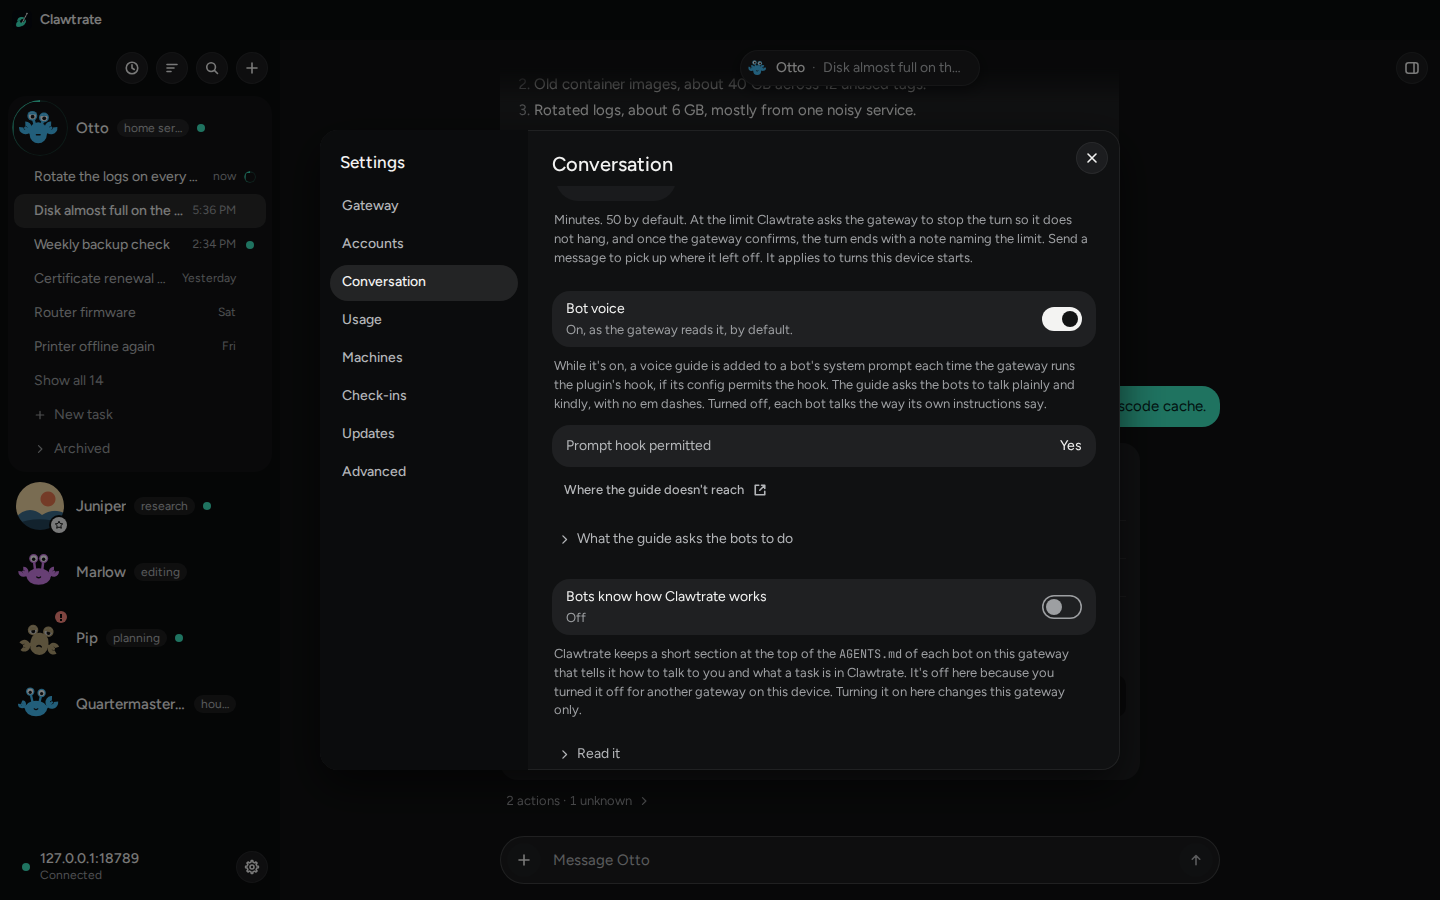 Clawtrate
Otto · Disk almost full on th...
2. Old container images, about 40 GB across 12 unused tags.
3. Rotated logs, about 6 GB, mostly from one noisy service.
Otto home ser...
Rotate the logs on every ... now
Disk almost full on the ... 5:36 PM
Weekly backup check 2:34 PM
Certificate renewal ... Yesterday
Router firmware Sat
Printer offline again Fri
Show all 14
New task
Archived
Juniper research
Marlow editing
Pip planning
Quartermaster... hou...
127.0.0.1:18789
Connected
Settings
Gateway
Accounts
Conversation
Usage
Machines
Check-ins
Updates
Advanced
Conversation
Minutes. 50 by default. At the limit Clawtrate asks the gateway to stop the turn so it does
not hang, and once the gateway confirms, the turn ends with a note naming the limit. Send a
message to pick up where it left off. It applies to turns this device starts.
Bot voice
On, as the gateway reads it, by default.
While it's on, a voice guide is added to a bot's system prompt each time the gateway runs
the plugin's hook, if its config permits the hook. The guide asks the bots to talk plainly and
kindly, with no em dashes. Turned off, each bot talks the way its own instructions say.
Prompt hook permitted Yes
Where the guide doesn't reach
What the guide asks the bots to do
Bots know how Clawtrate works
Off
Clawtrate keeps a short section at the top of the AGENTS.md of each bot on this gateway
that tells it how to talk to you and what a task is in Clawtrate. It's off here because you
turned it off for another gateway on this device. Turning it on here changes this gateway
only.
Read it
scode cache.
2 actions · 1 unknown
Message Otto